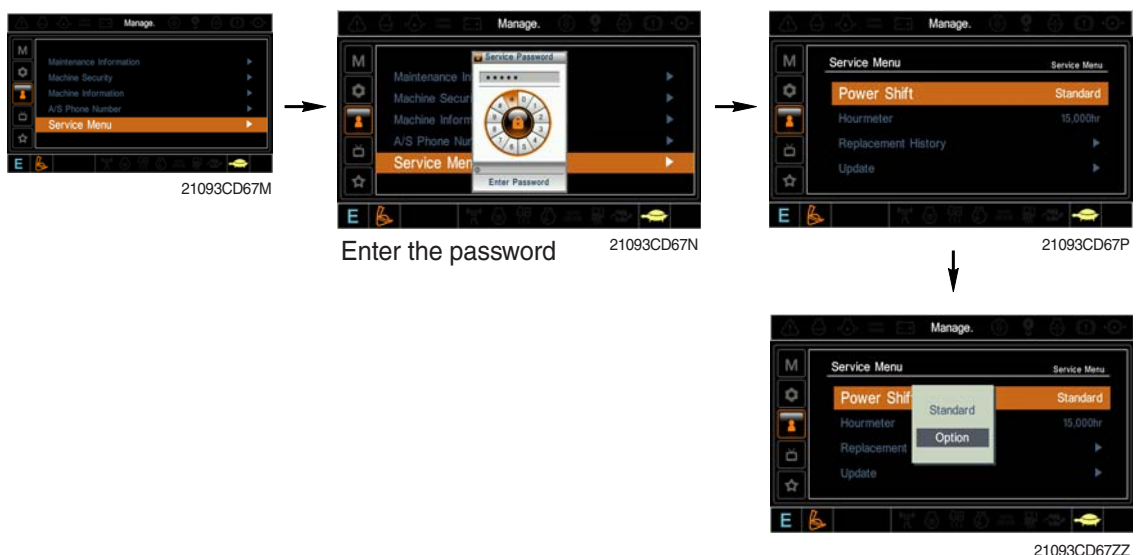 Manage.
M
Maintenance Information
Machine Security
Machine Information
A/S Phone Number
Service Menu
E
21093CD67M
Manage.
Service Password
*****
M
Maintenance In
Machine Secur
Machine Inform
A/S Phone Nur
Service Men
Enter Password
E
Enter the password
21093CD67N
Manage.
M
Service Menu Service Menu
Power Shift Standard
Hourmeter 15,000hr
Replacement History
Update
E
21093CD67P
Manage.
M
Service Menu Service Menu
Power Shif Standard
Standard
Hourmeter 15,000hr
Option
Replacement
Update
E
21093CD67ZZ